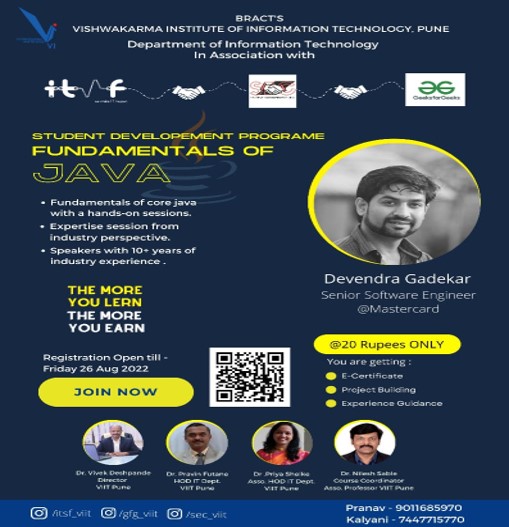 BRACT'S
VISHWAKARMA INSTITUTE OF INFORMATION TECHNOLOGY, PUNE
Department of Information Technology
In Association with
GeeksforGeeks
STUDENT DEVELOPEMENT PROGRAME
FUNDAMENTALS OF
JAVA
• Fundamentals of core java
with a hands-on sessions.
• Expertise session from
industry perspective.
• Speakers with 10+ years of
industry experience .
Devendra Gadekar
Senior Software Engineer
@Mastercard
THE MORE
YOU LERN
THE MORE
YOU EARN
@20 Rupees ONLY
You are getting :
E-Certificate
Project Building
Experience Guidance
Registration Open till -
Friday 26 Aug 2022
JOIN NOW
Dr. Vivek Deshpande
Director
VIIT Pune
Dr. Pravin Futane
HOD IT Dept.
VIIT Pune
Dr .Priya Shelke
Asso. HOD IT Dept.
VIIT Pune
Dr. Nilesh Sable
Course Coordinator
Asso. Professor VIIT Pune
/itsf_viit /gfg_viit /sec_viit
Pranav - 9011685970
Kalyani - 7447715770